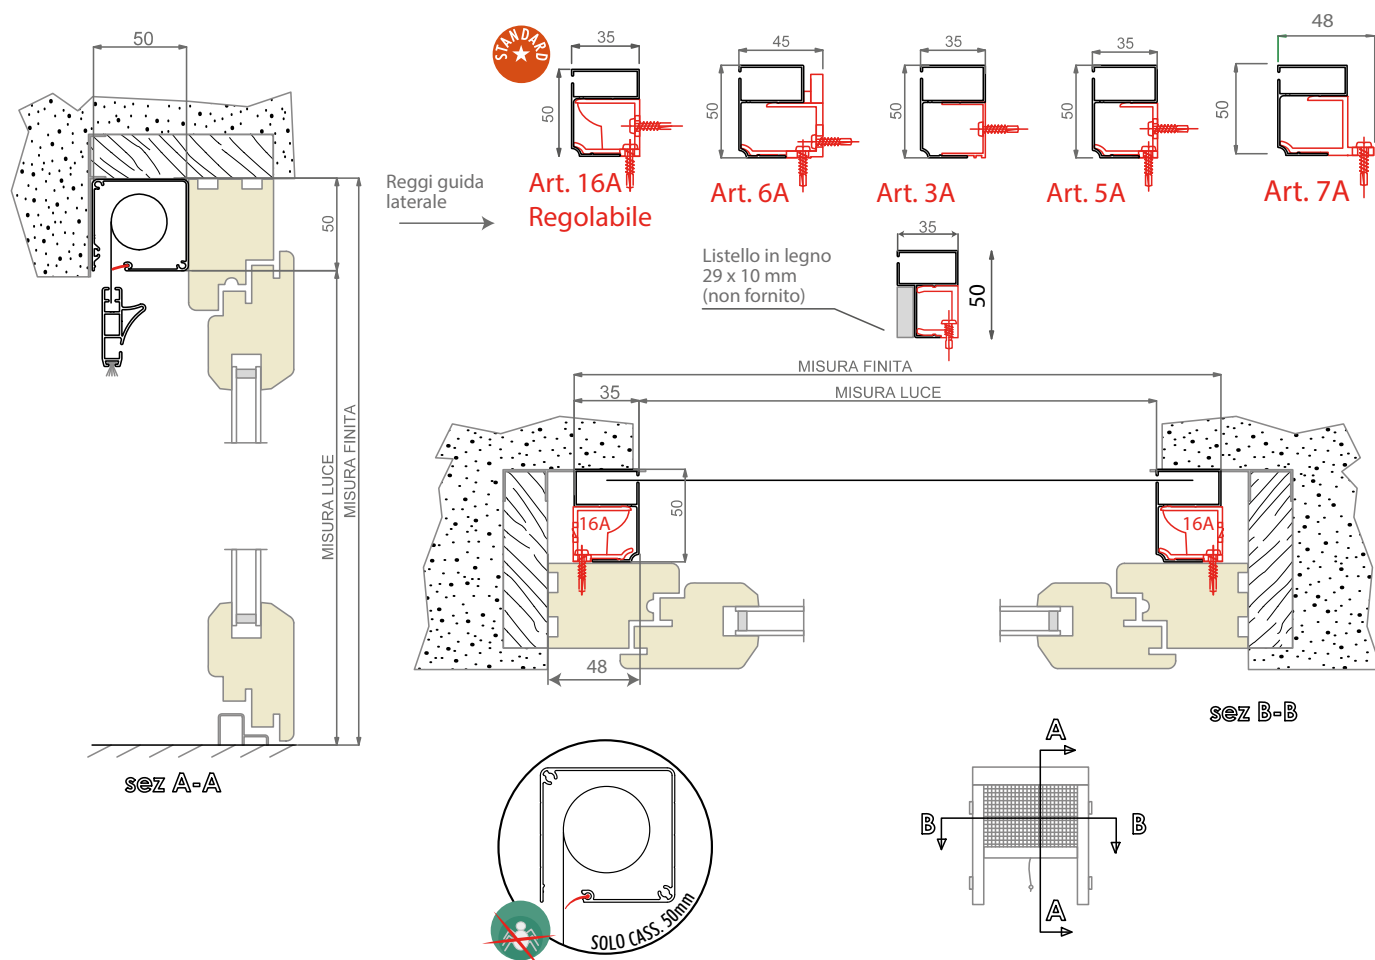 50
50
MISURA LUCE
MISURA FINITA
sez A-A
STANDARD
35
50
Art. 16A
Regolabile
45
50
Art. 6A
35
50
Art. 3A
35
50
Art. 5A
48
50
Art. 7A
Reggi guida
laterale
Listello in legno
29 x 10 mm
(non fornito)
35
50
MISURA FINITA
35
MISURA LUCE
50
16A
16A
48
sez B-B
SOLO CASS. 50mm
A
B
B
A